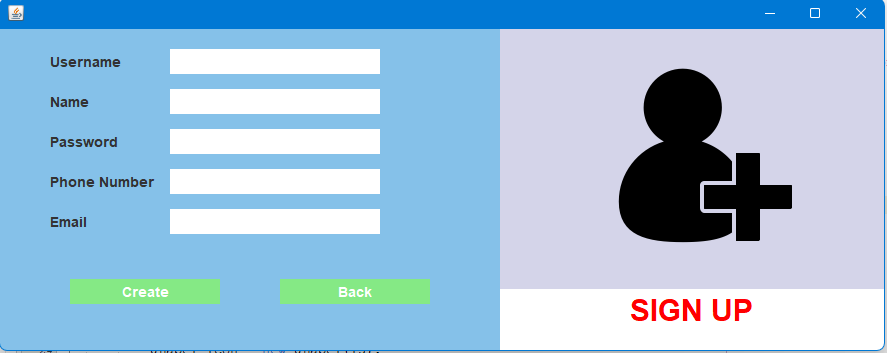 Username
Name
Password
Phone Number
Email
Create
Back
SIGN UP